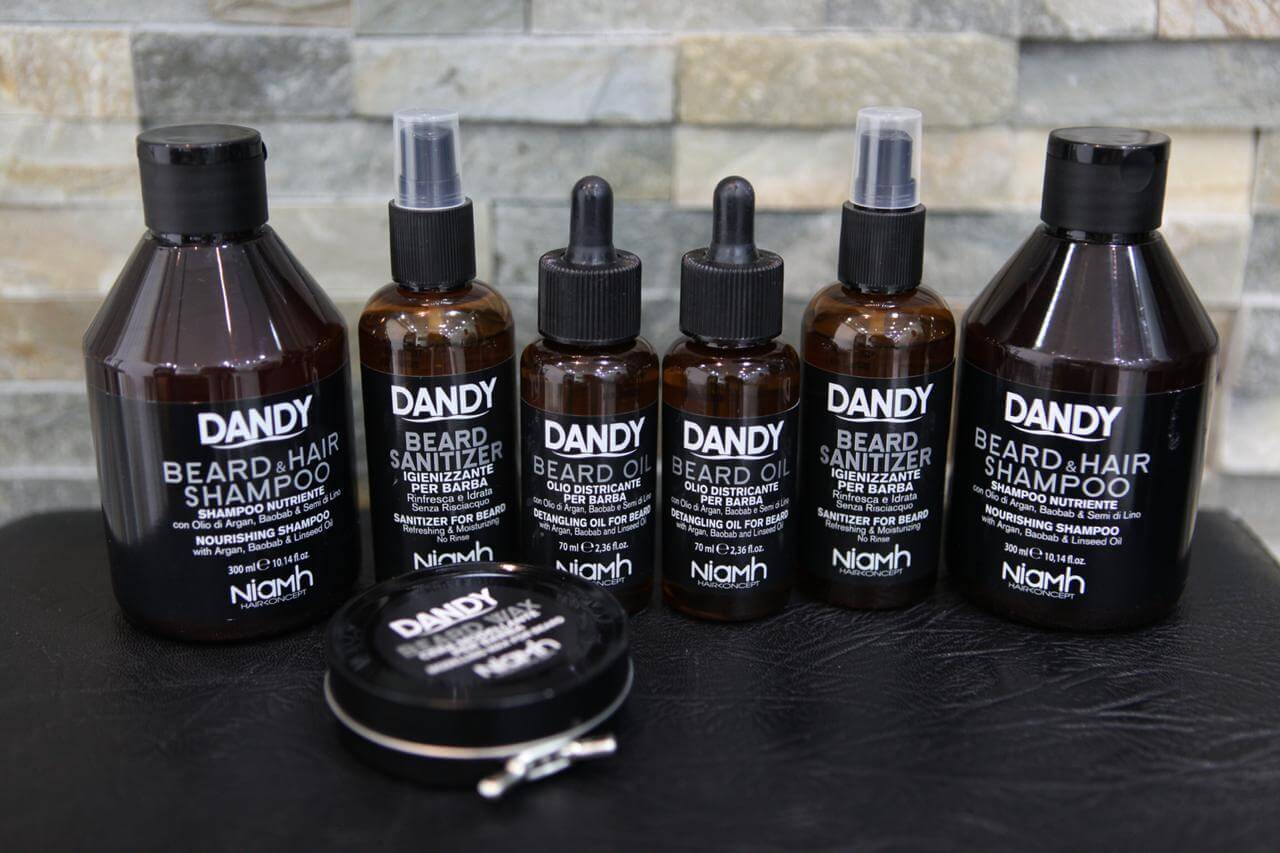 DANDY
BEARD & HAIR
SHAMPOO
SHAMPOO NUTRIENTE
con Olio di Argan, Baobab & Semi di Lino
NOURISHING SHAMPOO
with Argan, Baobab & Linseed Oil
300 ml ℮ 10,14 fl.oz.
Niamh
HAIRKONCEPT
DANDY
BEARD
SANITIZER
IGIENIZZANTE
PER BARBA
Rinfresca e Idrata
Senza Risciacquo
SANITIZER FOR BEARD
Refreshing & Moisturizing
No Rinse
Niamh
DANDY
BEARD OIL
OLIO DISTRICANTE
PER BARBA
con Olio di Argan, Baobab e Semi di Lino
DETANGLING OIL FOR BEARD
with Argan, Baobab and Linseed Oil
70 ml ℮ 2,36 fl.oz.
Niamh
DANDY
BEARD OIL
OLIO DISTRICANTE
PER BARBA
con Olio di Argan, Baobab e Semi di Lino
DETANGLING OIL FOR BEARD
with Argan, Baobab and Linseed Oil
70 ml ℮ 2,36 fl.oz.
Niamh
HAIRKONCEPT
DANDY
BEARD
SANITIZER
IGIENIZZANTE
PER BARBA
Rinfresca e Idrata
Senza Risciacquo
SANITIZER FOR BEARD
Refreshing & Moisturizing
No Rinse
Niamh
HAIRKONCEPT
DANDY
BEARD & HAIR
SHAMPOO
SHAMPOO NUTRIENTE
con Olio di Argan, Baobab & Semi di Lino
NOURISHING SHAMPOO
with Argan, Baobab & Linseed Oil
300 ml ℮ 10,14 fl.oz.
Niamh
HAIRKONCEPT
DANDY
BEARD WAX
Niamh